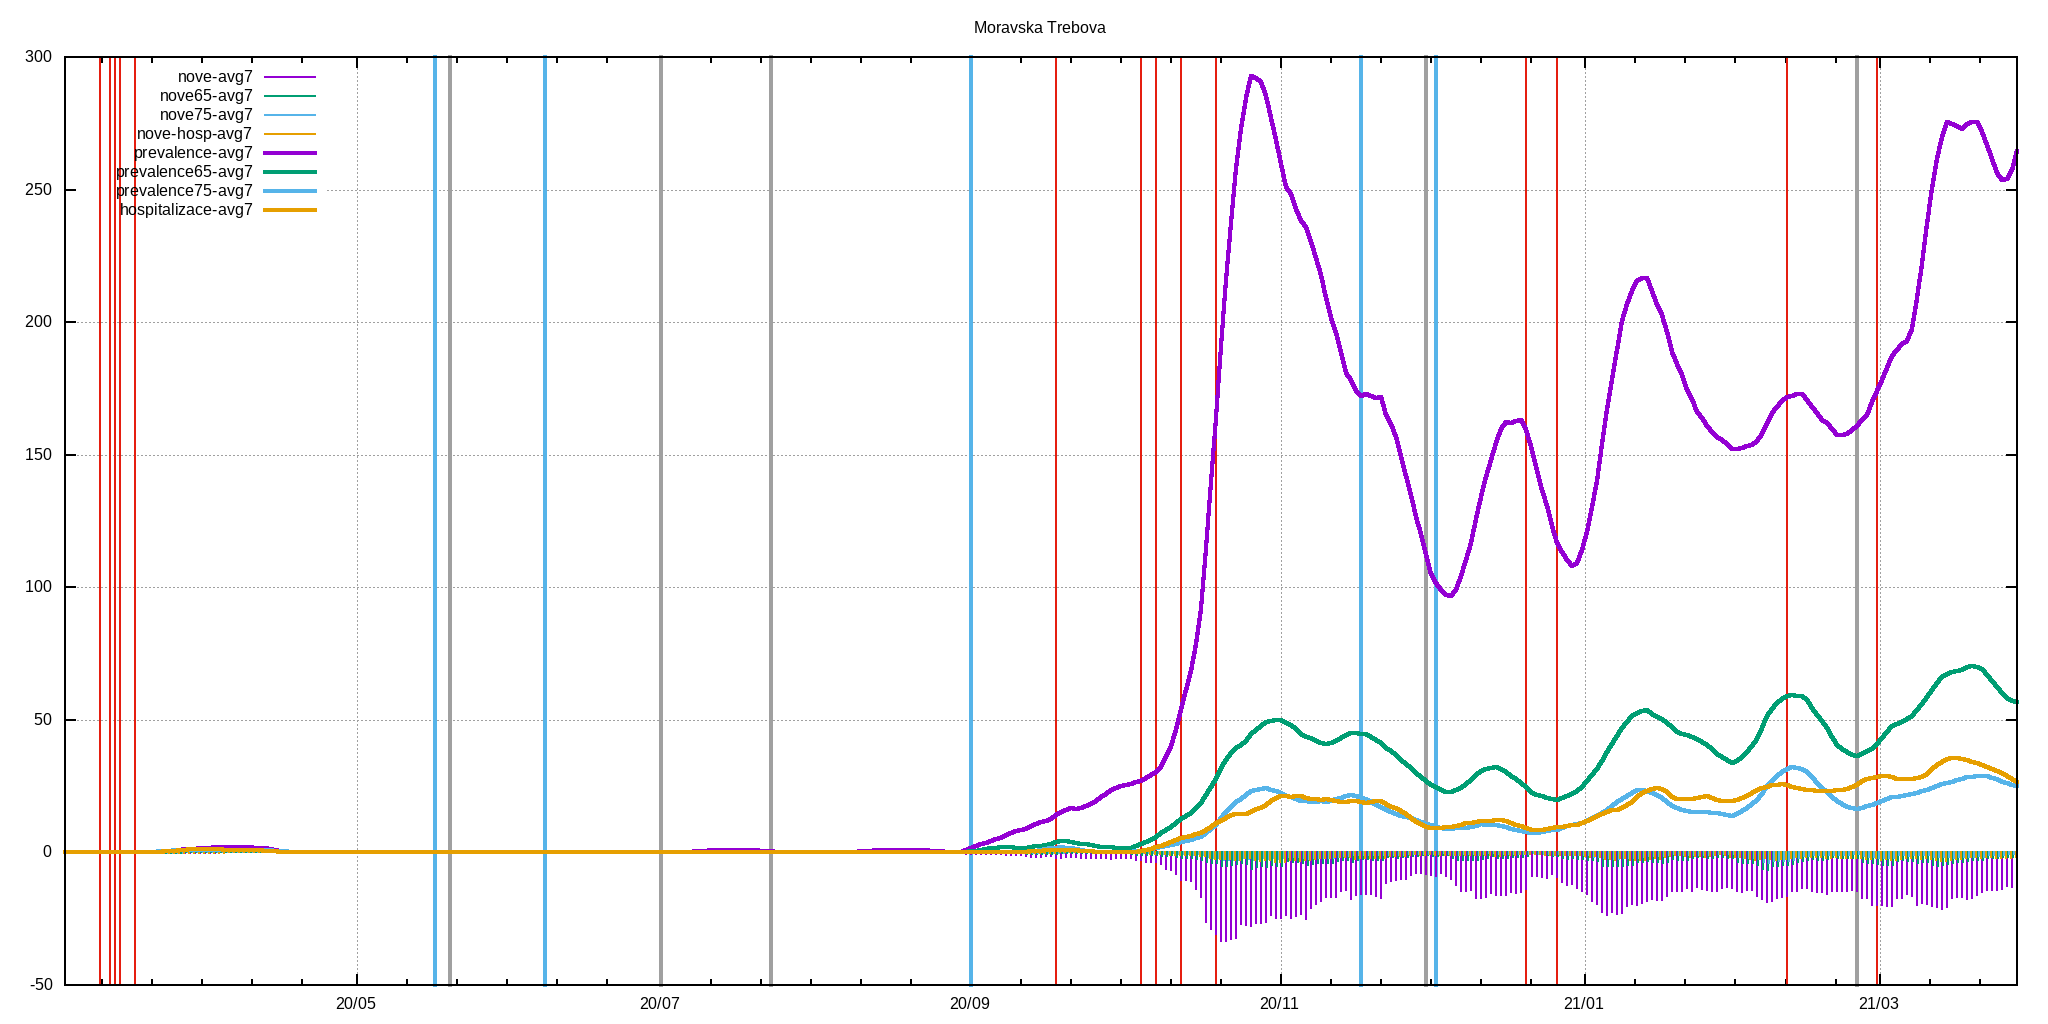 Moravska Trebova
300
250
200
150
100
50
0
-50
nove-avg7
nove65-avg7
nove75-avg7
nove-hosp-avg7
prevalence-avg7
prevalence65-avg7
prevalence75-avg7
hospitalizace-avg7
20/05 20/07 20/09 20/11 21/01 21/03